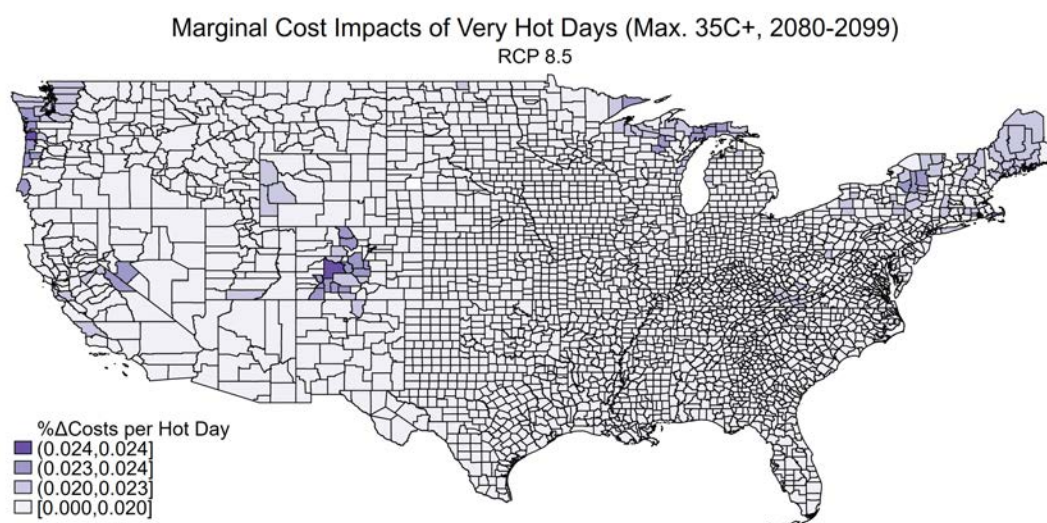 Marginal Cost Impacts of Very Hot Days (Max. 35C+, 2080-2099)
RCP 8.5
%ΔCosts per Hot Day
(0.024,0.024]
(0.023,0.024]
(0.020,0.023]
[0.000,0.020]